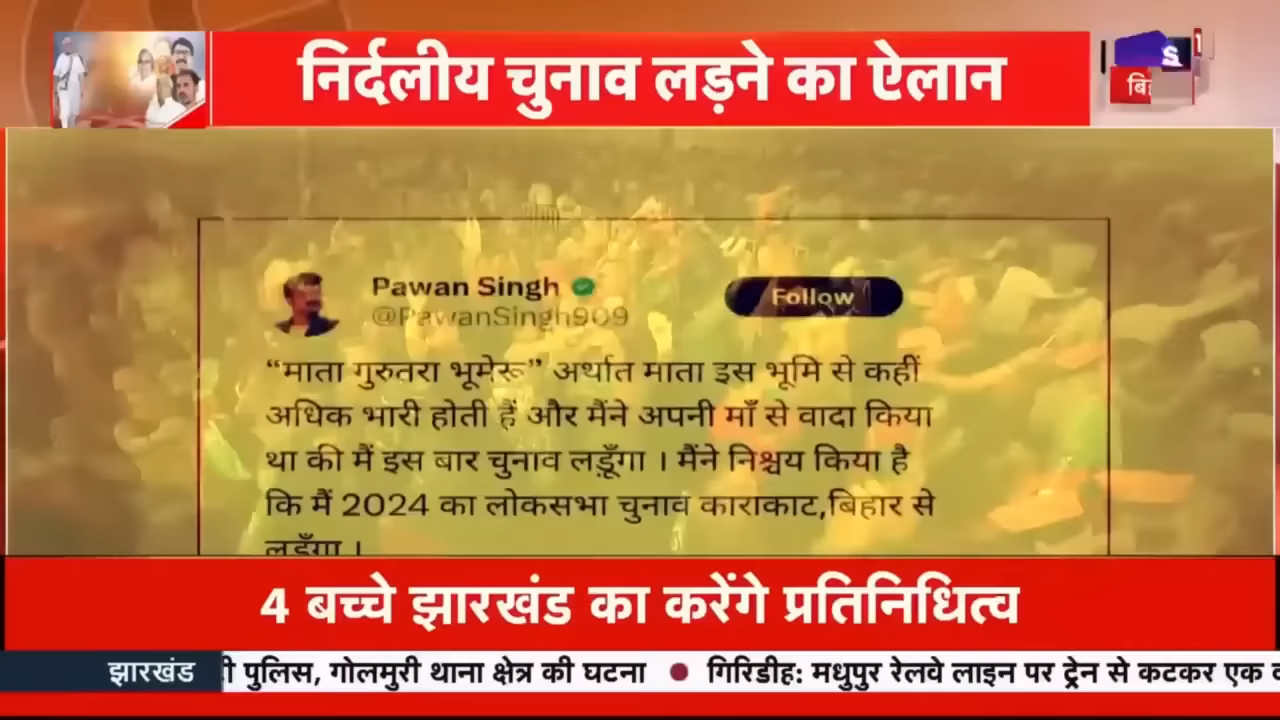 निर्दलीय चुनाव लड़ने का ऐलान
Pawan Singh
@PawanSingh909
Follow
“माता गुरुतरा भूमेरू” अर्थात माता इस भूमि से कहीं
अधिक भारी होती हैं और मैंने अपनी माँ से वादा किया
था की मैं इस बार चुनाव लड़ूँगा । मैंने निश्चय किया है
कि मैं 2024 का लोकसभा चुनाव काराकाट,बिहार से
लड़ूँगा ।
4 बच्चे झारखंड का करेंगे प्रतिनिधित्व
झारखंड
पुलिस, गोलमुरी थाना क्षेत्र की घटना ● गिरिडीह: मधुपुर रेलवे लाइन पर ट्रेन से कटकर एक